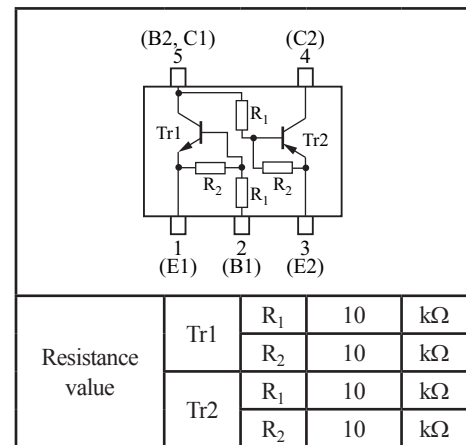 (B2, C1) (C2)
5 4
R1
Tr1 Tr2
R2 R2
R1
1 2 3
(E1) (B1) (E2)
Resistance value Tr1 R1 10 kΩ
R2 10 kΩ
Tr2 R1 10 kΩ
R2 10 kΩ